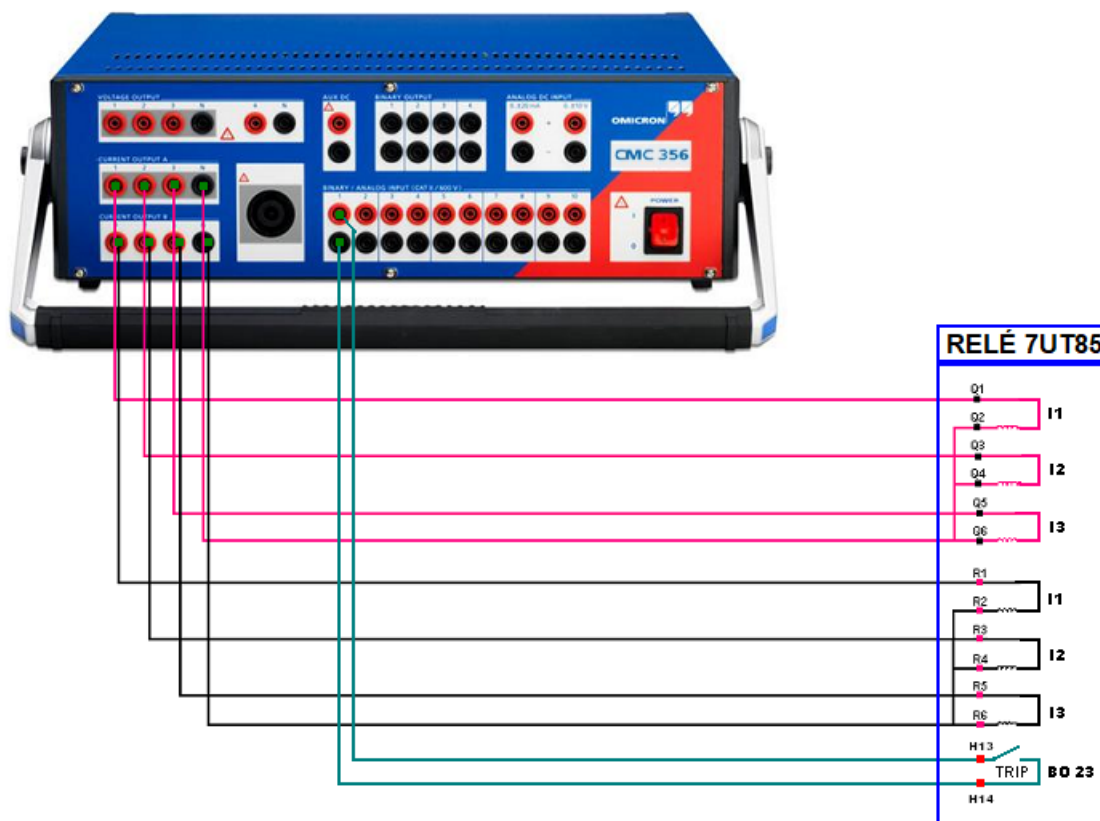 VOLTAGE OUTPUT
1 2 3 N 4 N
AUX DC
BINARY OUTPUT
1 2 3 4
ANALOG DC INPUT
OMICRON
CMC 356
CURRENT OUTPUT A
1 2 3 N
CURRENT OUTPUT B
1 2 3 N
BINARY / ANALOG INPUT (CAT II / 600 V)
1 2 3 4 5 6 7 8 9 10
POWER
I
0
RELÉ 7UT85
Q1
I1
Q2
Q3
I2
Q4
Q5
I3
Q6
R1
I1
R2
R3
I2
R4
R5
I3
R6
H13
TRIP
BO 23
H14